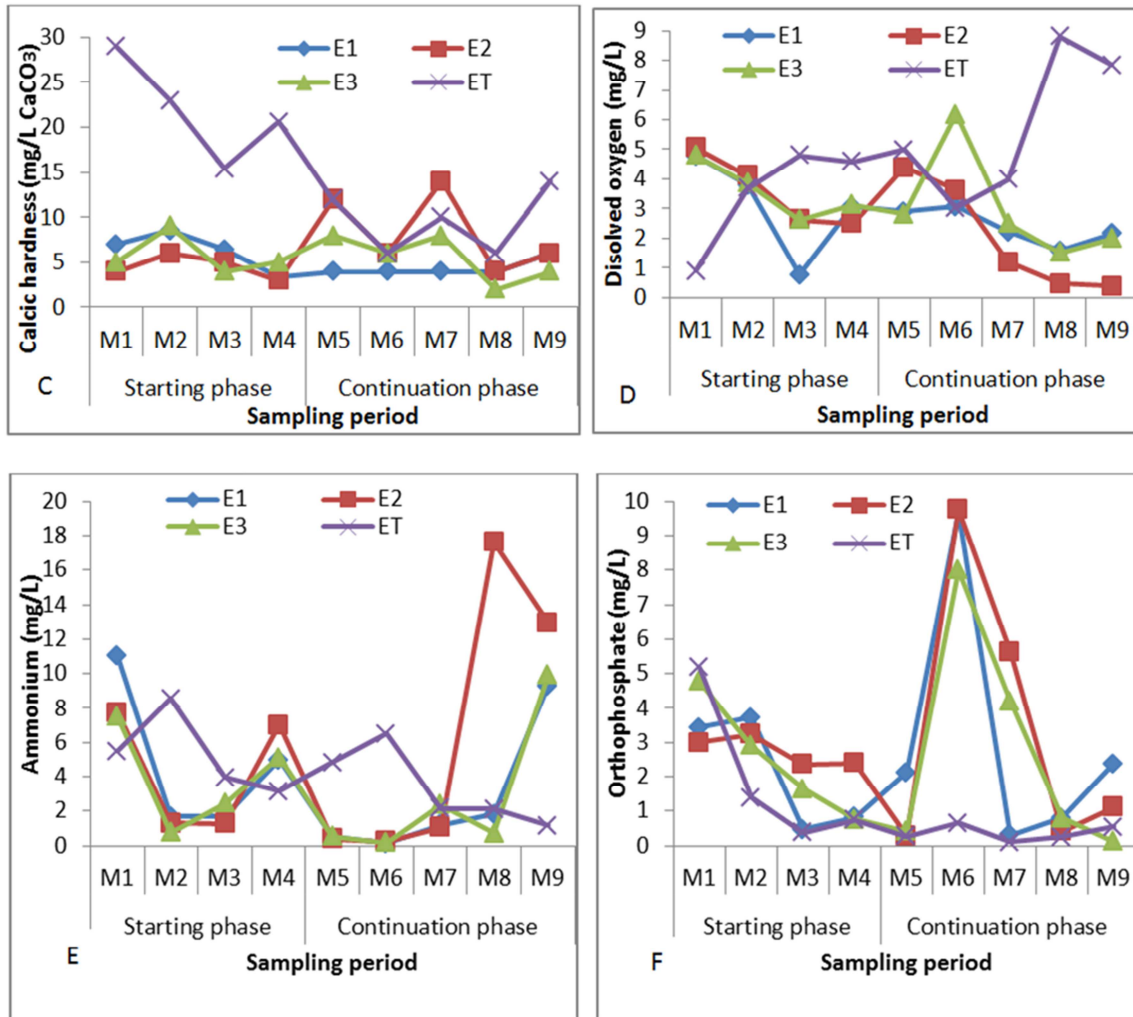 Calcic hardness (mg/L CaCO3)
30
25
20
15
10
5
0
E1 E2
E3 ET
M1 M2 M3 M4 M5 M6 M7 M8 M9
Starting phase Continuation phase
Sampling period
C
Disolved oxygen (mg/L)
9
8
7
6
5
4
3
2
1
0
E1 E2
E3 ET
M1 M2 M3 M4 M5 M6 M7 M8 M9
Starting phase Continuation phase
Sampling period
D
Ammonium (mg/L)
20
18
16
14
12
10
8
6
4
2
0
E1 E2
E3 ET
M1 M2 M3 M4 M5 M6 M7 M8 M9
Starting phase Continuation phase
Sampling period
E
Orthophosphate (mg/L)
10
9
8
7
6
5
4
3
2
1
0
E1 E2
E3 ET
M1 M2 M3 M4 M5 M6 M7 M8 M9
Starting phase Continuation phase
Sampling period
F